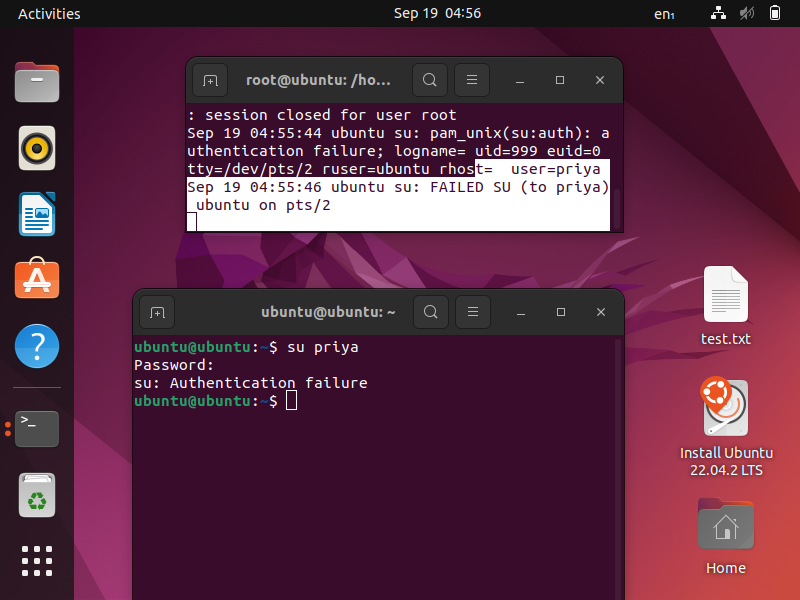 Activities
Sep 19 04:56
en₁
root@ubuntu: /ho...
: session closed for user root
Sep 19 04:55:44 ubuntu su: pam_unix(su:auth): a
uthentication failure; logname= uid=999 euid=0
tty=/dev/pts/2 ruser=ubuntu rhost=  user=priya
Sep 19 04:55:46 ubuntu su: FAILED SU (to priya)
 ubuntu on pts/2
ubuntu@ubuntu: ~
ubuntu@ubuntu:~$ su priya
Password:
su: Authentication failure
ubuntu@ubuntu:~$
test.txt
Install Ubuntu
22.04.2 LTS
Home